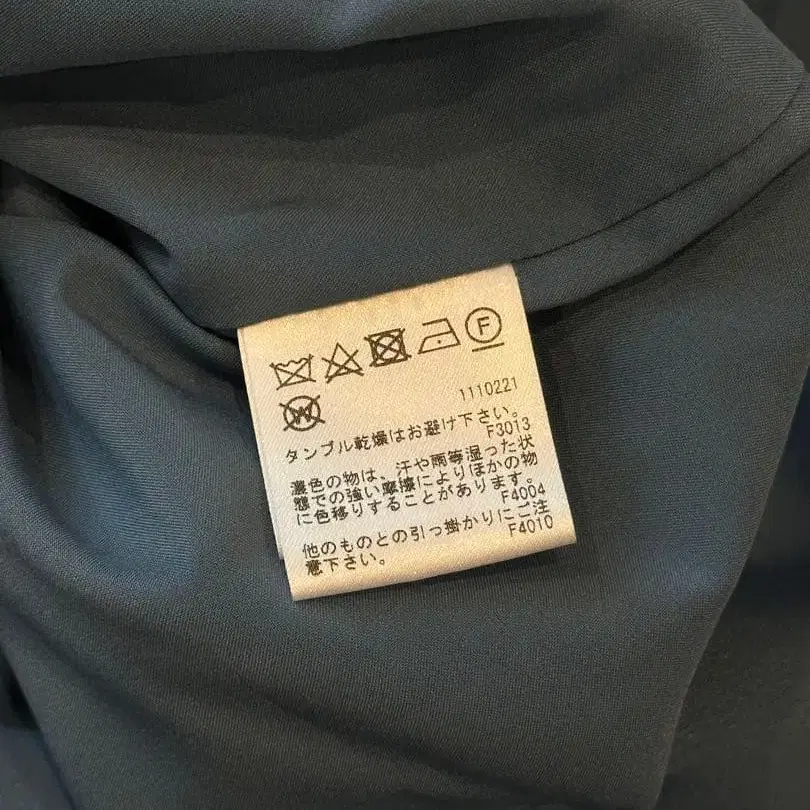 F
W
1110221
タンブル乾燥はお避け下さい。
F3013
濃色の物は、汗や雨等湿った状
態での強い摩擦によりほかの物
に色移りすることがあります。
F4004
他のものとの引っ掛かりにご注
意下さい。
F4010